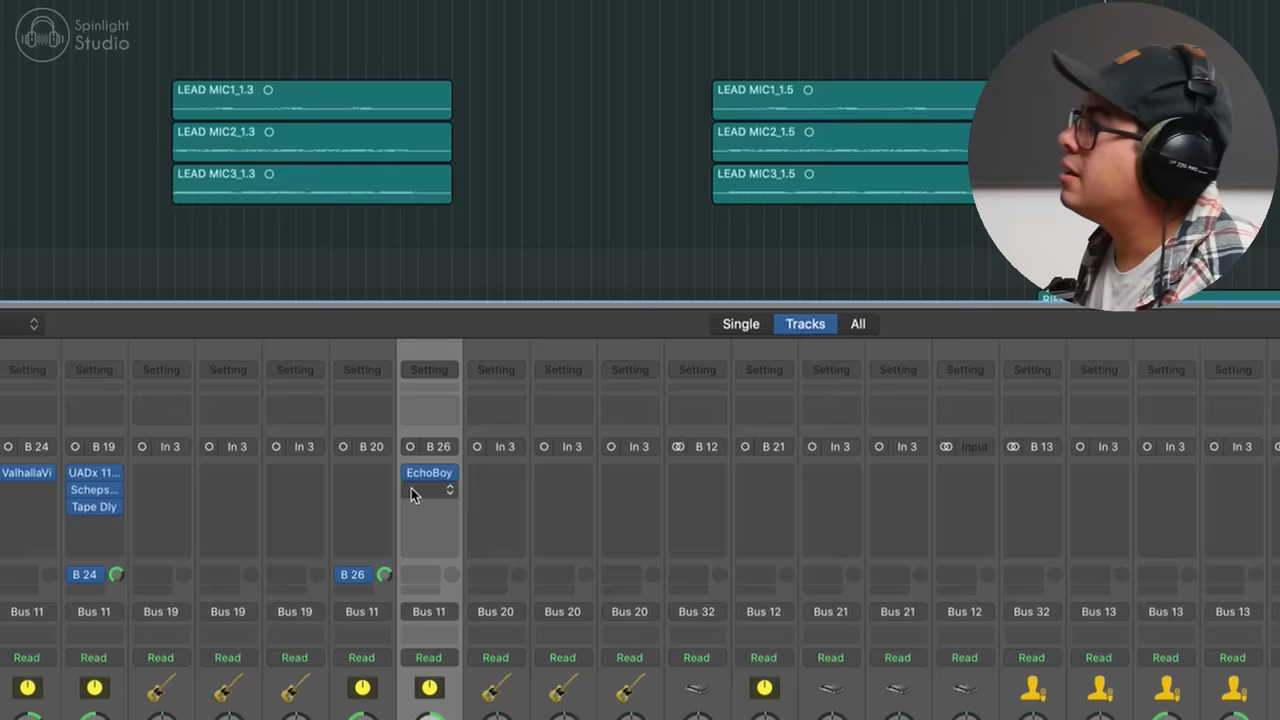 Spinlight
Studio
LEAD MIC1_1.3
LEAD MIC1_1.5
LEAD MIC2_1.3
LEAD MIC2_1.5
LEAD MIC3_1.3
LEAD MIC3_1.5
Single Tracks All
Setting Setting Setting Setting Setting Setting Setting Setting Setting Setting Setting Setting Setting Setting Setting Setting Setting Setting Setting
B 24 B 19 In 3 In 3 In 3 B 20 B 26 In 3 In 3 In 3 B 12 B 21 In 3 In 3 Input B 13 In 3 In 3 In 3
ValhallaVi UADx 11... EchoBoy
Scheps...
Tape Dly
B 24 B 26
Bus 11 Bus 11 Bus 19 Bus 19 Bus 19 Bus 11 Bus 11 Bus 20 Bus 20 Bus 20 Bus 32 Bus 12 Bus 21 Bus 21 Bus 12 Bus 32 Bus 13 Bus 13 Bus 13
Read Read Read Read Read Read Read Read Read Read Read Read Read Read Read Read Read Read Read